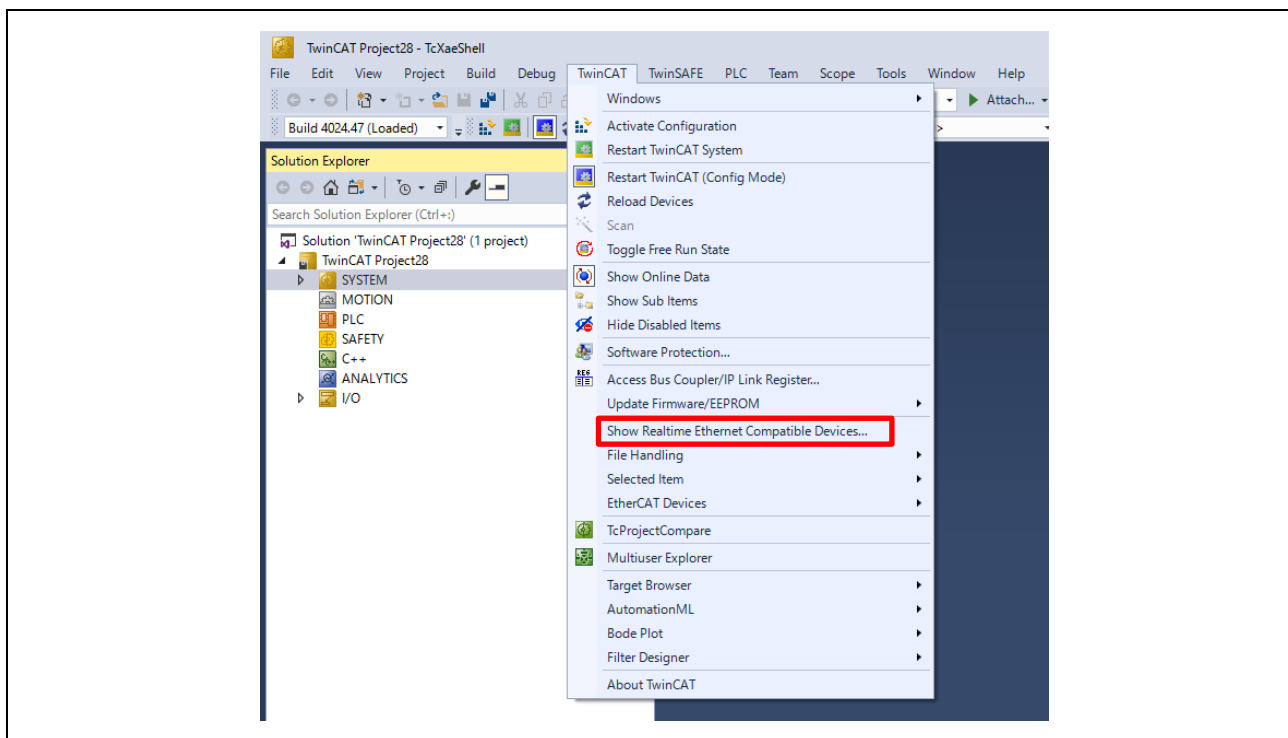 TwinCAT Project28 - TcXaeShell
File Edit View Project Build Debug TwinCAT TwinSAFE PLC Team Scope Tools Window Help
Attach...
Build 4024.47 (Loaded)
>
Solution Explorer
Search Solution Explorer (Ctrl+:)
Solution 'TwinCAT Project28' (1 project)
TwinCAT Project28
SYSTEM
MOTION
PLC
SAFETY
C++
ANALYTICS
I/O
Windows
Activate Configuration
Restart TwinCAT System
Restart TwinCAT (Config Mode)
Reload Devices
Scan
Toggle Free Run State
Show Online Data
Show Sub Items
Hide Disabled Items
Software Protection...
REG
Access Bus Coupler/IP Link Register...
Update Firmware/EEPROM
Show Realtime Ethernet Compatible Devices...
File Handling
Selected Item
EtherCAT Devices
TcProjectCompare
Multiuser Explorer
Target Browser
AutomationML
Bode Plot
Filter Designer
About TwinCAT